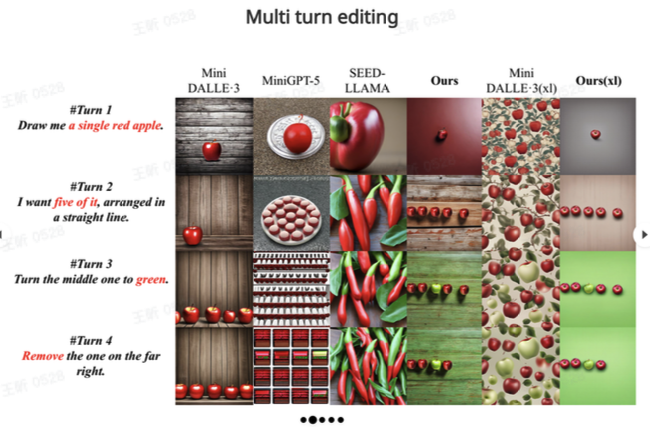 Multi turn editing
Mini
DALLE·3
MiniGPT-5
SEED-
LLAMA
Ours
Mini
DALLE·3(xl)
Ours(xl)
#Turn 1
Draw me a single red apple.
#Turn 2
I want five of it, arranged in
a straight line.
#Turn 3
Turn the middle one to green.
#Turn 4
Remove the one on the far
right.
王昕 0528